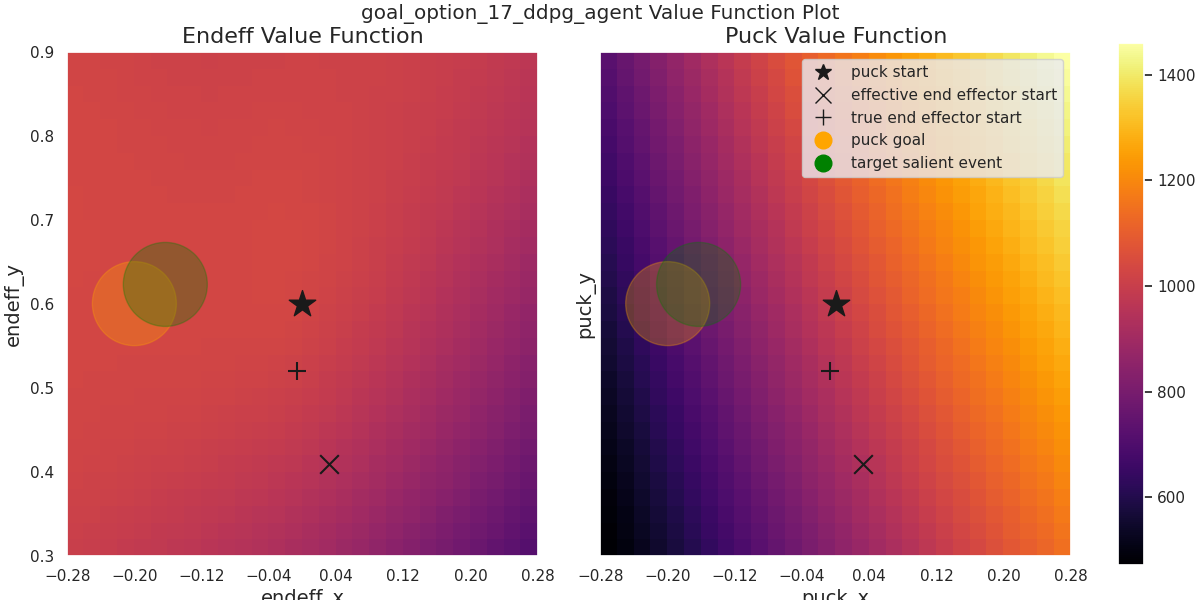 goal_option_17_ddpg_agent Value Function Plot
Endeff Value Function
Puck Value Function
endeff_y
0.9
0.8
0.7
0.6
0.5
0.4
0.3
−0.28 −0.20 −0.12 −0.04 0.04 0.12 0.20 0.28
endeff_x
puck_y
puck start
effective end effector start
true end effector start
puck goal
target salient event
−0.28 −0.20 −0.12 −0.04 0.04 0.12 0.20 0.28
puck_x
1400
1200
1000
800
600